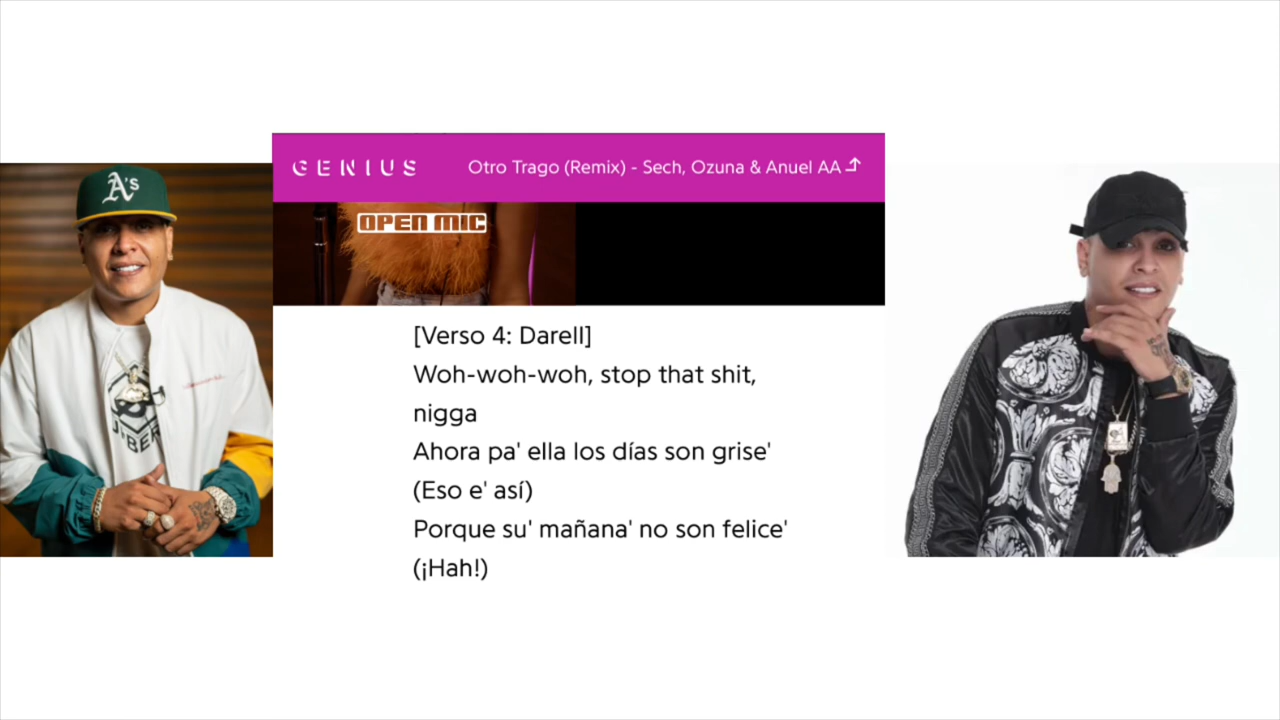 GENIUS
Otro Trago (Remix) - Sech, Ozuna & Anuel AA
OPEN MIC
A's
[Verso 4: Darell]
Woh-woh-woh, stop that shit,
nigga
Ahora pa' ella los días son grise'
(Eso e' así)
Porque su' mañana' no son felice'
(¡Hah!)